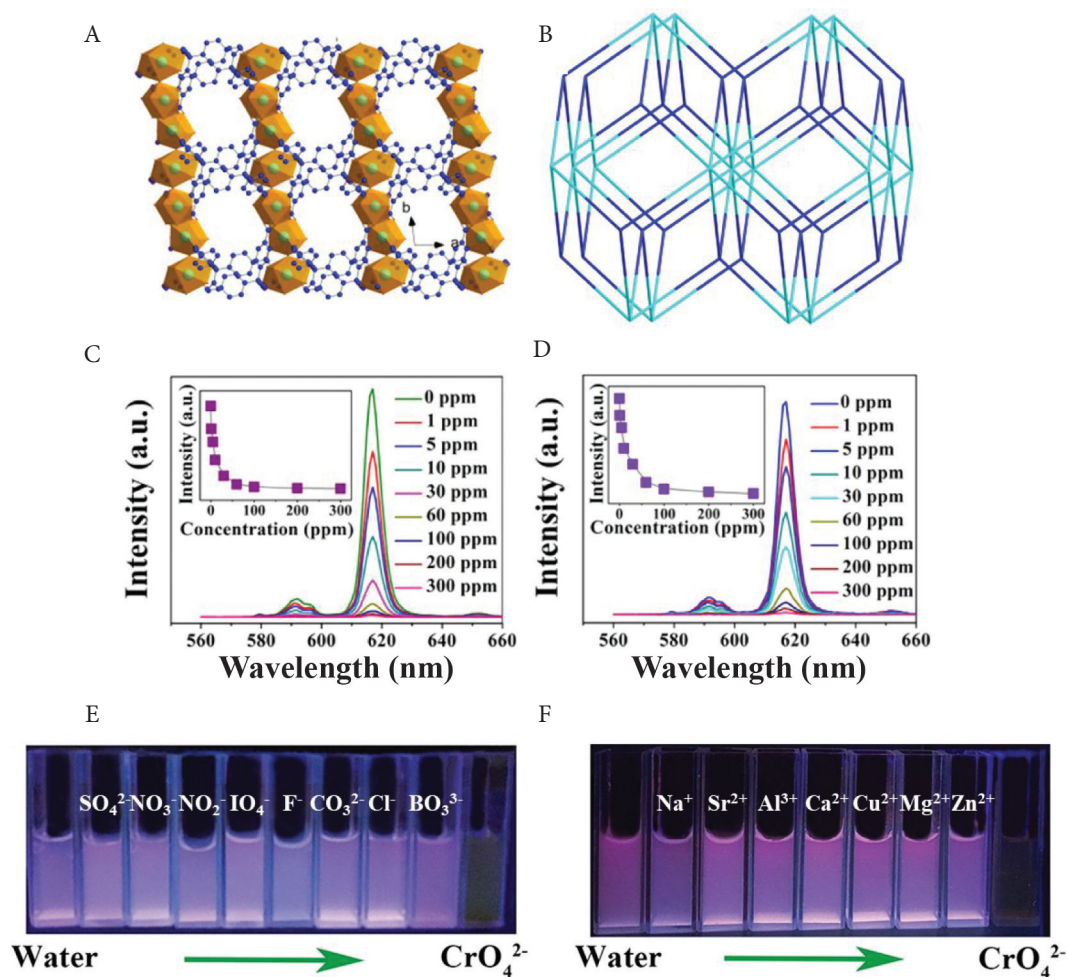 A
B
b
a
C
D
Intensity (a.u.)
Intensity (a.u.)
Concentration (ppm)
0 100 200 300
0 ppm
1 ppm
5 ppm
10 ppm
30 ppm
60 ppm
100 ppm
200 ppm
300 ppm
560 580 600 620 640 660
Wavelength (nm)
Intensity (a.u.)
Intensity (a.u.)
Concentration (ppm)
0 100 200 300
0 ppm
1 ppm
5 ppm
10 ppm
30 ppm
60 ppm
100 ppm
200 ppm
300 ppm
560 580 600 620 640 660
Wavelength (nm)
E
F
SO₄²⁻ NO₃⁻ NO₂⁻ IO₄⁻ F⁻ CO₃²⁻ Cl⁻ BO₃³⁻
Water CrO₄²⁻
Na⁺ Sr²⁺ Al³⁺ Ca²⁺ Cu²⁺ Mg²⁺ Zn²⁺
Water CrO₄²⁻